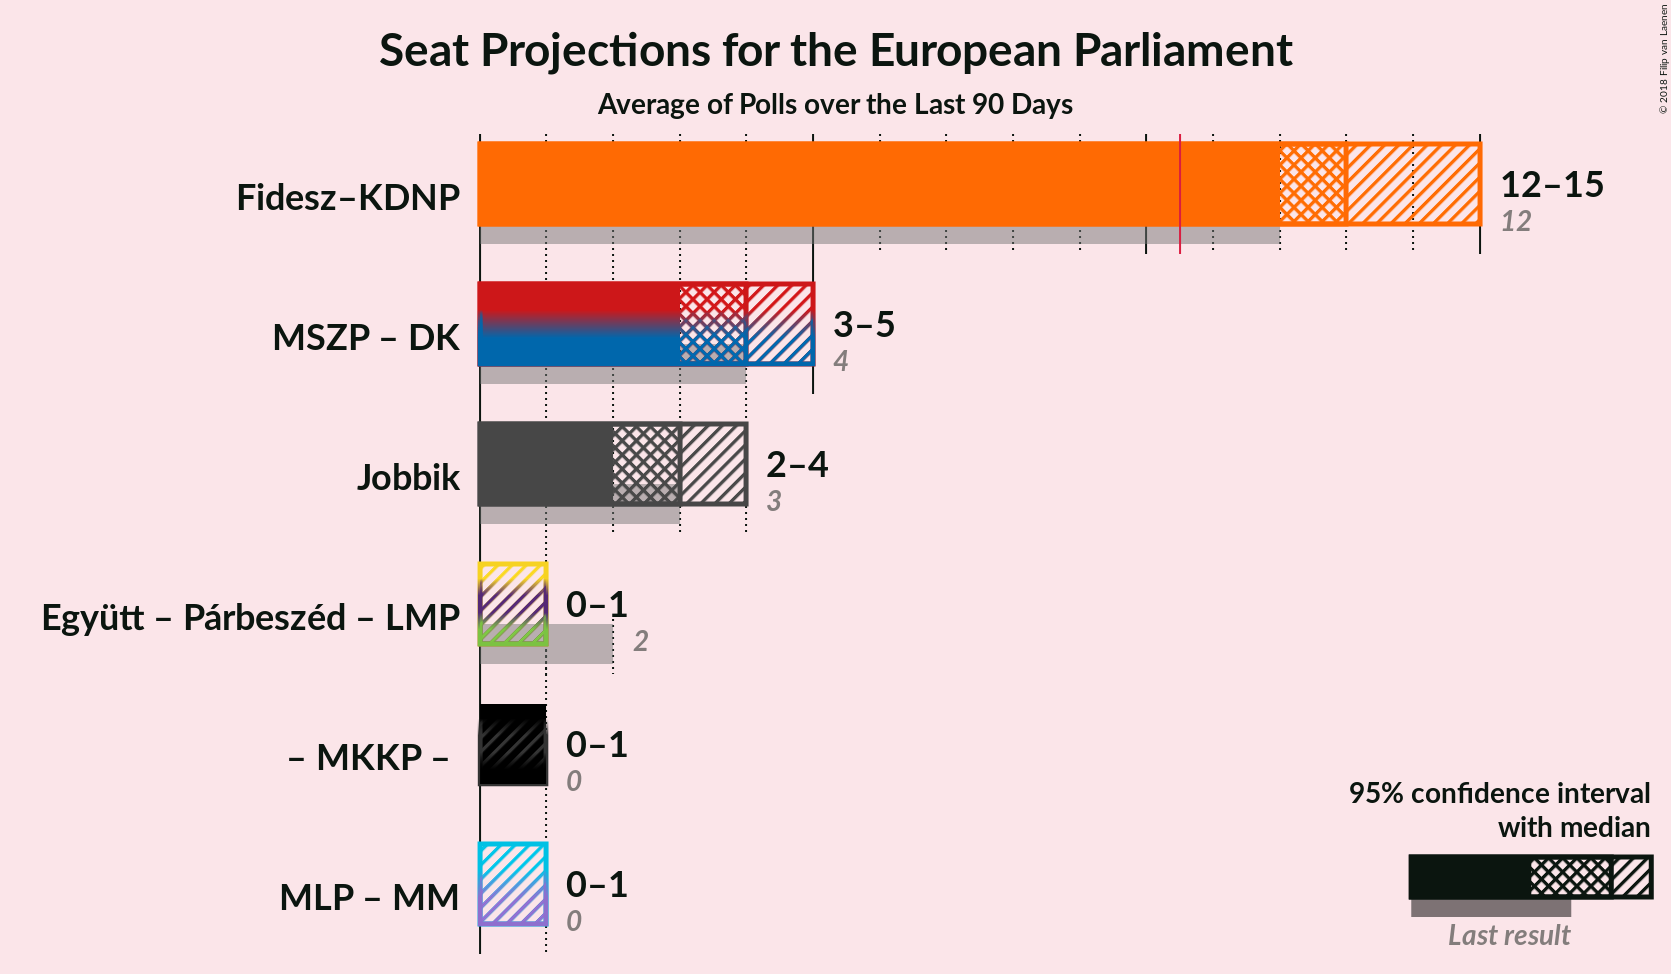 Seat Projections for the European Parliament
Average of Polls over the Last 90 Days
© 2018 Filip van Laenen
Fidesz–KDNP
12–15
12
MSZP – DK
3–5
4
Jobbik
2–4
3
Együtt – Párbeszéd – LMP
0–1
2
– MKKP –
0–1
0
MLP – MM
0–1
0
95% confidence interval
with median
Last result